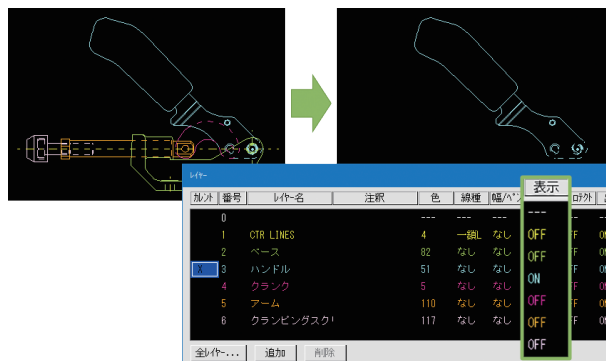 レイヤー
カレント 番号 レイヤー名 注釈 色 線種 表示
0 --- --- ---
1 CTR LINES 4 一鎖L なし OFF
2 ベース 82 なし なし OFF
X 3 ハンドル 51 なし なし ON
4 クランク 5 なし なし OFF
5 アーム 110 なし なし OFF
6 クランピングスクリ 117 なし なし OFF
全レイヤー... 追加 削除